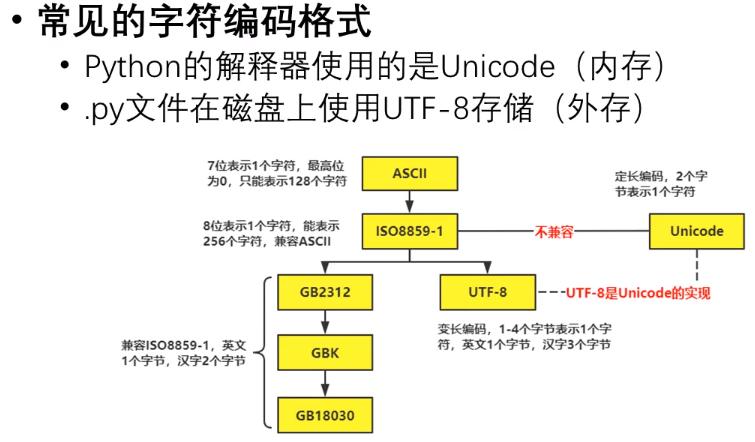 • 常见的字符编码格式
• Python的解释器使用的是Unicode（内存）
• .py文件在磁盘上使用UTF-8存储（外存）
7位表示1个字符，最高位
为0，只能表示128个字符
ASCII
定长编码，2个字
节表示1个字符
8位表示1个字符，能表示
256个字符，兼容ASCII
ISO8859-1
不兼容
Unicode
GB2312
UTF-8
UTF-8是Unicode的实现
变长编码，1-4个字节表示1个字
符，英文1个字节，汉字3个字节
兼容ISO8859-1，英文
1个字节，汉字2个字节
GBK
GB18030